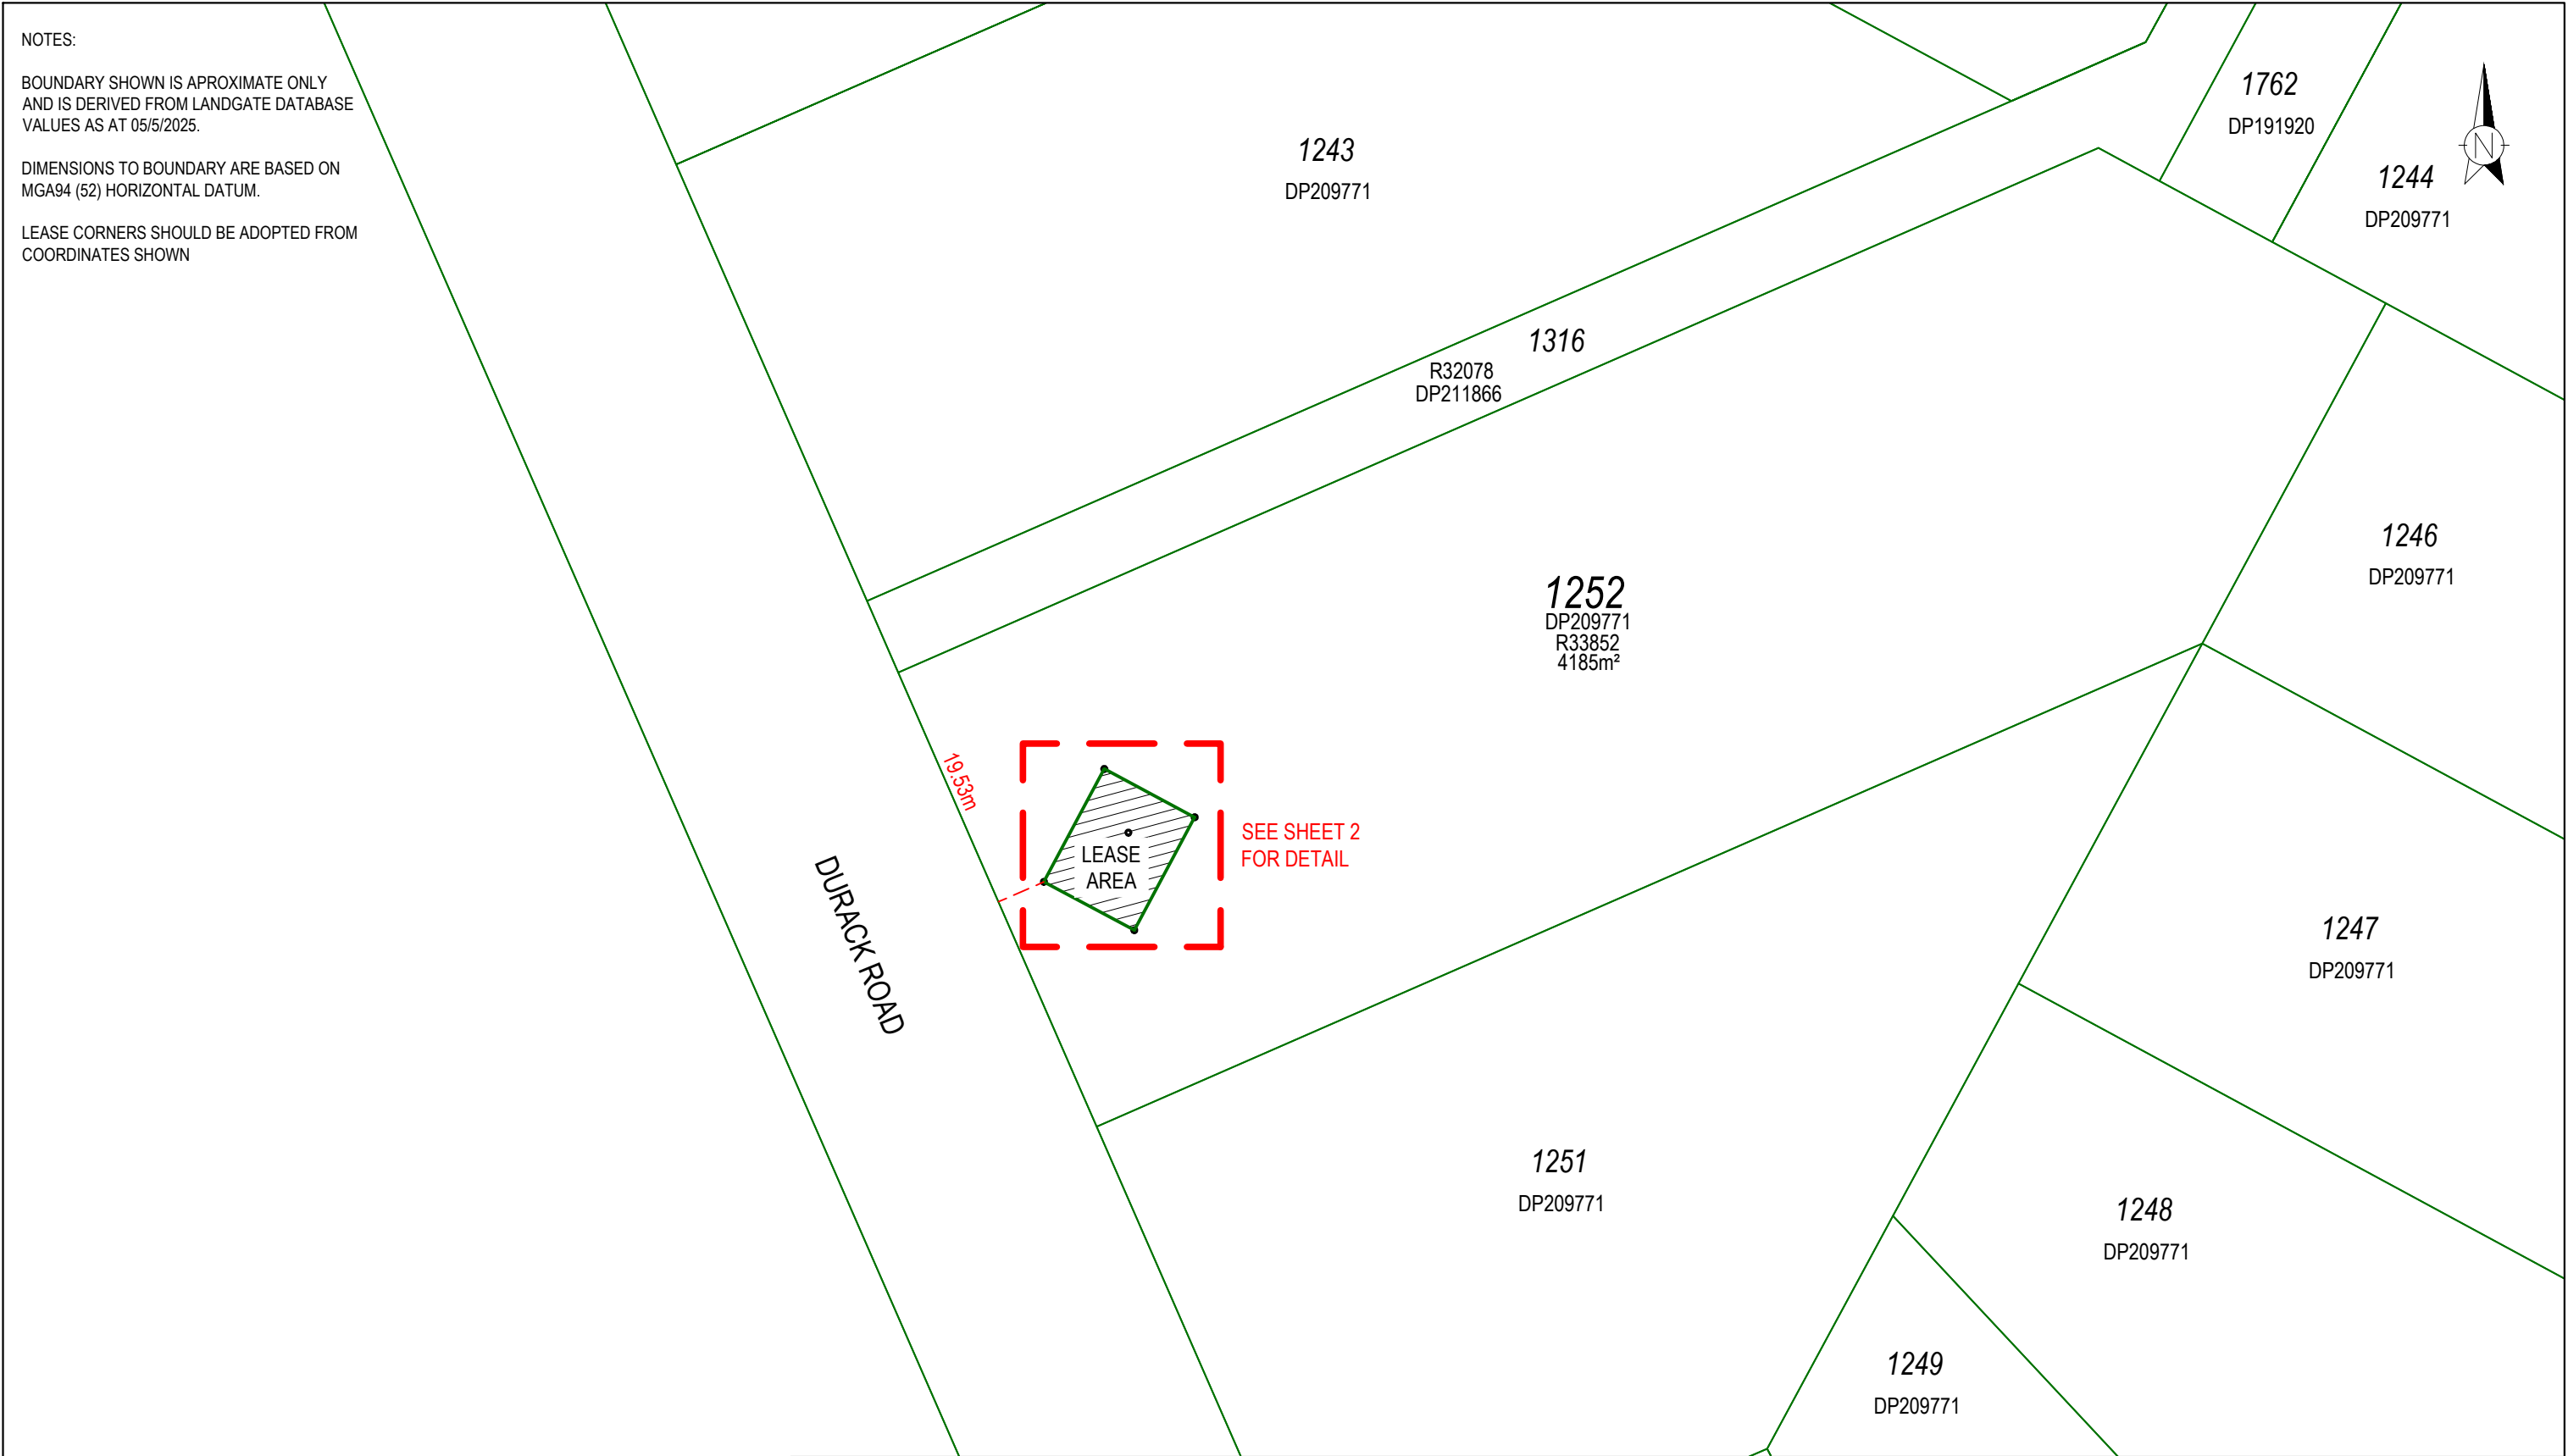 NOTES:
BOUNDARY SHOWN IS APROXIMATE ONLY
AND IS DERIVED FROM LANDGATE DATABASE
VALUES AS AT 05/5/2025.
DIMENSIONS TO BOUNDARY ARE BASED ON
MGA94 (52) HORIZONTAL DATUM.
LEASE CORNERS SHOULD BE ADOPTED FROM
COORDINATES SHOWN
1762
DP191920
N
1243
DP209771
1244
DP209771
1316
R32078
DP211866
1246
DP209771
1252
DP209771
R33852
4185m²
19.53m
SEE SHEET 2
FOR DETAIL
LEASE
AREA
DURACK ROAD
1247
DP209771
1251
DP209771
1248
DP209771
1249
DP209771